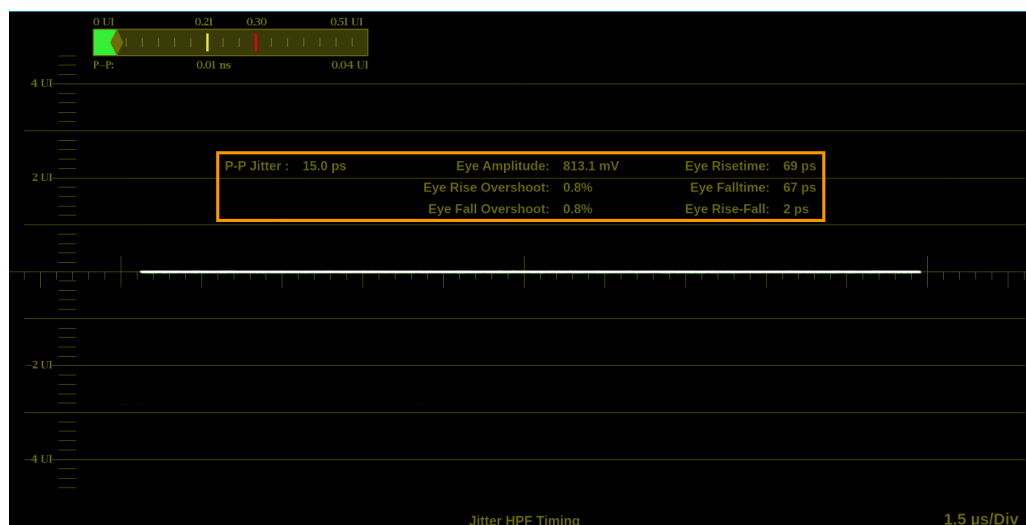 0 UI 0.21 0.30 0.51 UI
P-P: 0.01 ns 0.04 UI
4 UI
P-P Jitter : 15.0 ps Eye Amplitude: 813.1 mV Eye Risetime: 69 ps
2 UI
Eye Rise Overshoot: 0.8% Eye Falltime: 67 ps
Eye Fall Overshoot: 0.8% Eye Rise-Fall: 2 ps
-2 UI
-4 UI
Jitter HPF Timing 1.5 µs/Div